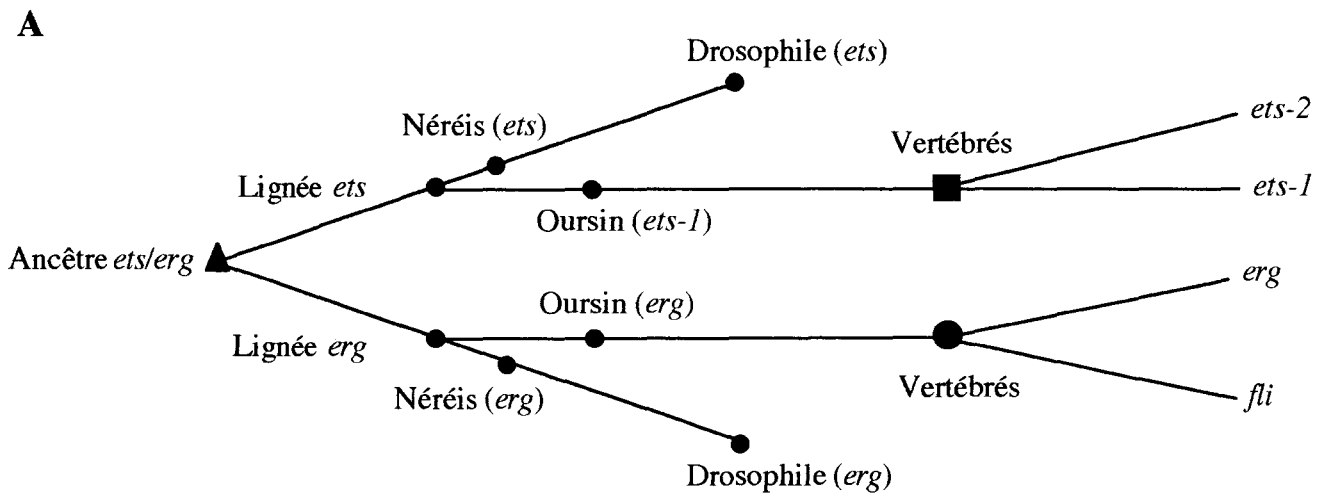 A
Drosophile (ets)
Néréis (ets)
Vertébrés
ets-2
Lignée ets
ets-1
Oursin (ets-1)
Ancêtre ets/erg
erg
Oursin (erg)
Lignée erg
Néréis (erg)
Vertébrés
fli
Drosophile (erg)